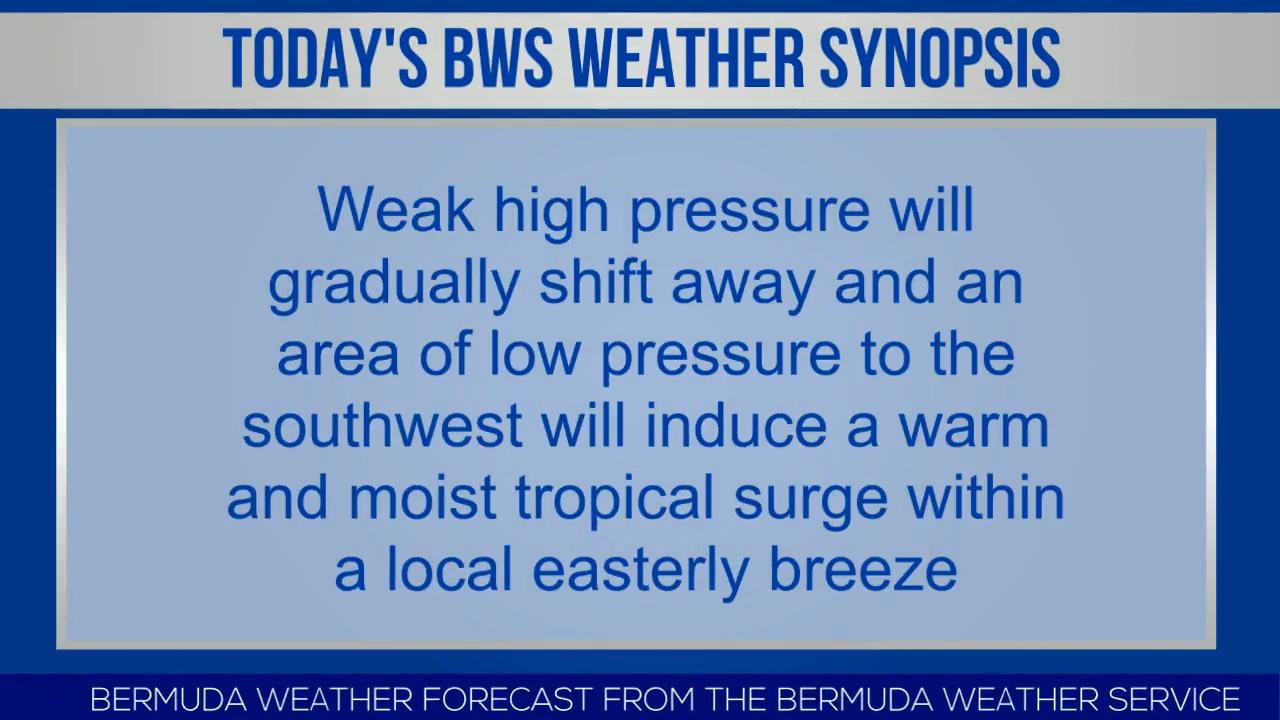 TODAY'S BWS WEATHER SYNOPSIS
Weak high pressure will
gradually shift away and an
area of low pressure to the
southwest will induce a warm
and moist tropical surge within
a local easterly breeze
BERMUDA WEATHER FORECAST FROM THE BERMUDA WEATHER SERVICE